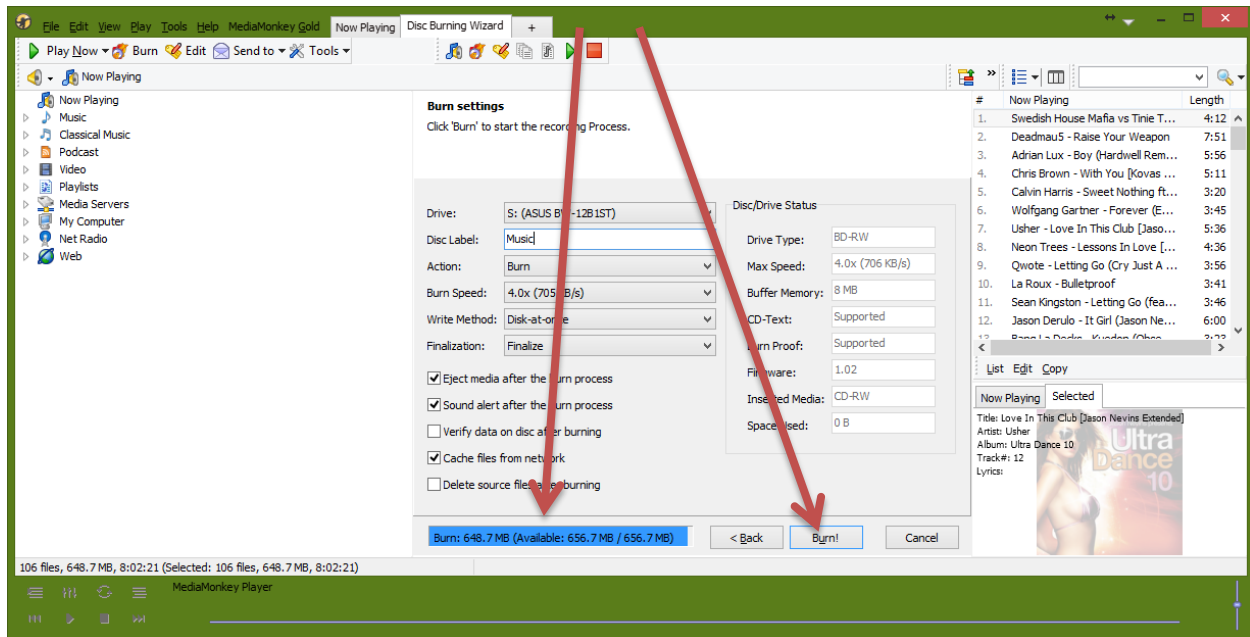 File Edit View Play Tools Help MediaMonkey Gold Now Playing Disc Burning Wizard +
Play Now Burn Edit Send to Tools
Now Playing
Now Playing
Music
Classical Music
Podcast
Video
Playlists
Media Servers
My Computer
Net Radio
Web
Burn settings
Click 'Burn' to start the recording Process.
Drive: S: (ASUS BW-12B1ST)
Disc Label: Music
Action: Burn
Burn Speed: 4.0x (705 KB/s)
Write Method: Disk-at-once
Finalization: Finalize
Eject media after the burn process
Sound alert after the burn process
Verify data on disc after burning
Cache files from network
Delete source files after burning
Disc/Drive Status
Drive Type: BD-RW
Max Speed: 4.0x (706 KB/s)
Buffer Memory: 8 MB
CD-Text: Supported
Burn Proof: Supported
Firmware: 1.02
Inserted Media: CD-RW
Space Used: 0 B
Burn: 648.7 MB (Available: 656.7 MB / 656.7 MB)
< Back Burn! Cancel
# Now Playing Length
1. Swedish House Mafia vs Tinie T... 4:12
2. Deadmau5 - Raise Your Weapon 7:51
3. Adrian Lux - Boy (Hardwell Rem... 5:56
4. Chris Brown - With You [Kovas ... 5:11
5. Calvin Harris - Sweet Nothing ft... 3:20
6. Wolfgang Gartner - Forever (E... 3:45
7. Usher - Love In This Club [Jaso... 5:36
8. Neon Trees - Lessons In Love [... 4:36
9. Qwote - Letting Go (Cry Just A ... 3:56
10. La Roux - Bulletproof 3:41
11. Sean Kingston - Letting Go (fea... 3:46
12. Jason Derulo - It Girl (Jason Ne... 6:00
List Edit Copy
Now Playing Selected
Title: Love In This Club [Jason Nevins Extended]
Artist: Usher
Album: Ultra Dance 10
Track#: 12
Lyrics:
Ultra
Dance
10
106 files, 648.7 MB, 8:02:21 (Selected: 106 files, 648.7 MB, 8:02:21)
MediaMonkey Player